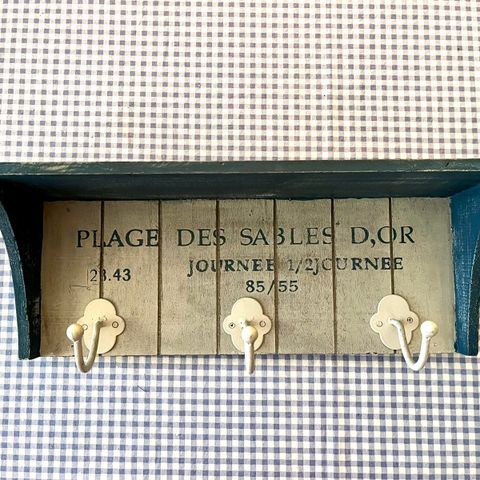 PLAGE DES SABLES D,OR
23.43 JOURNEE 1/2JOURNEE
85/55